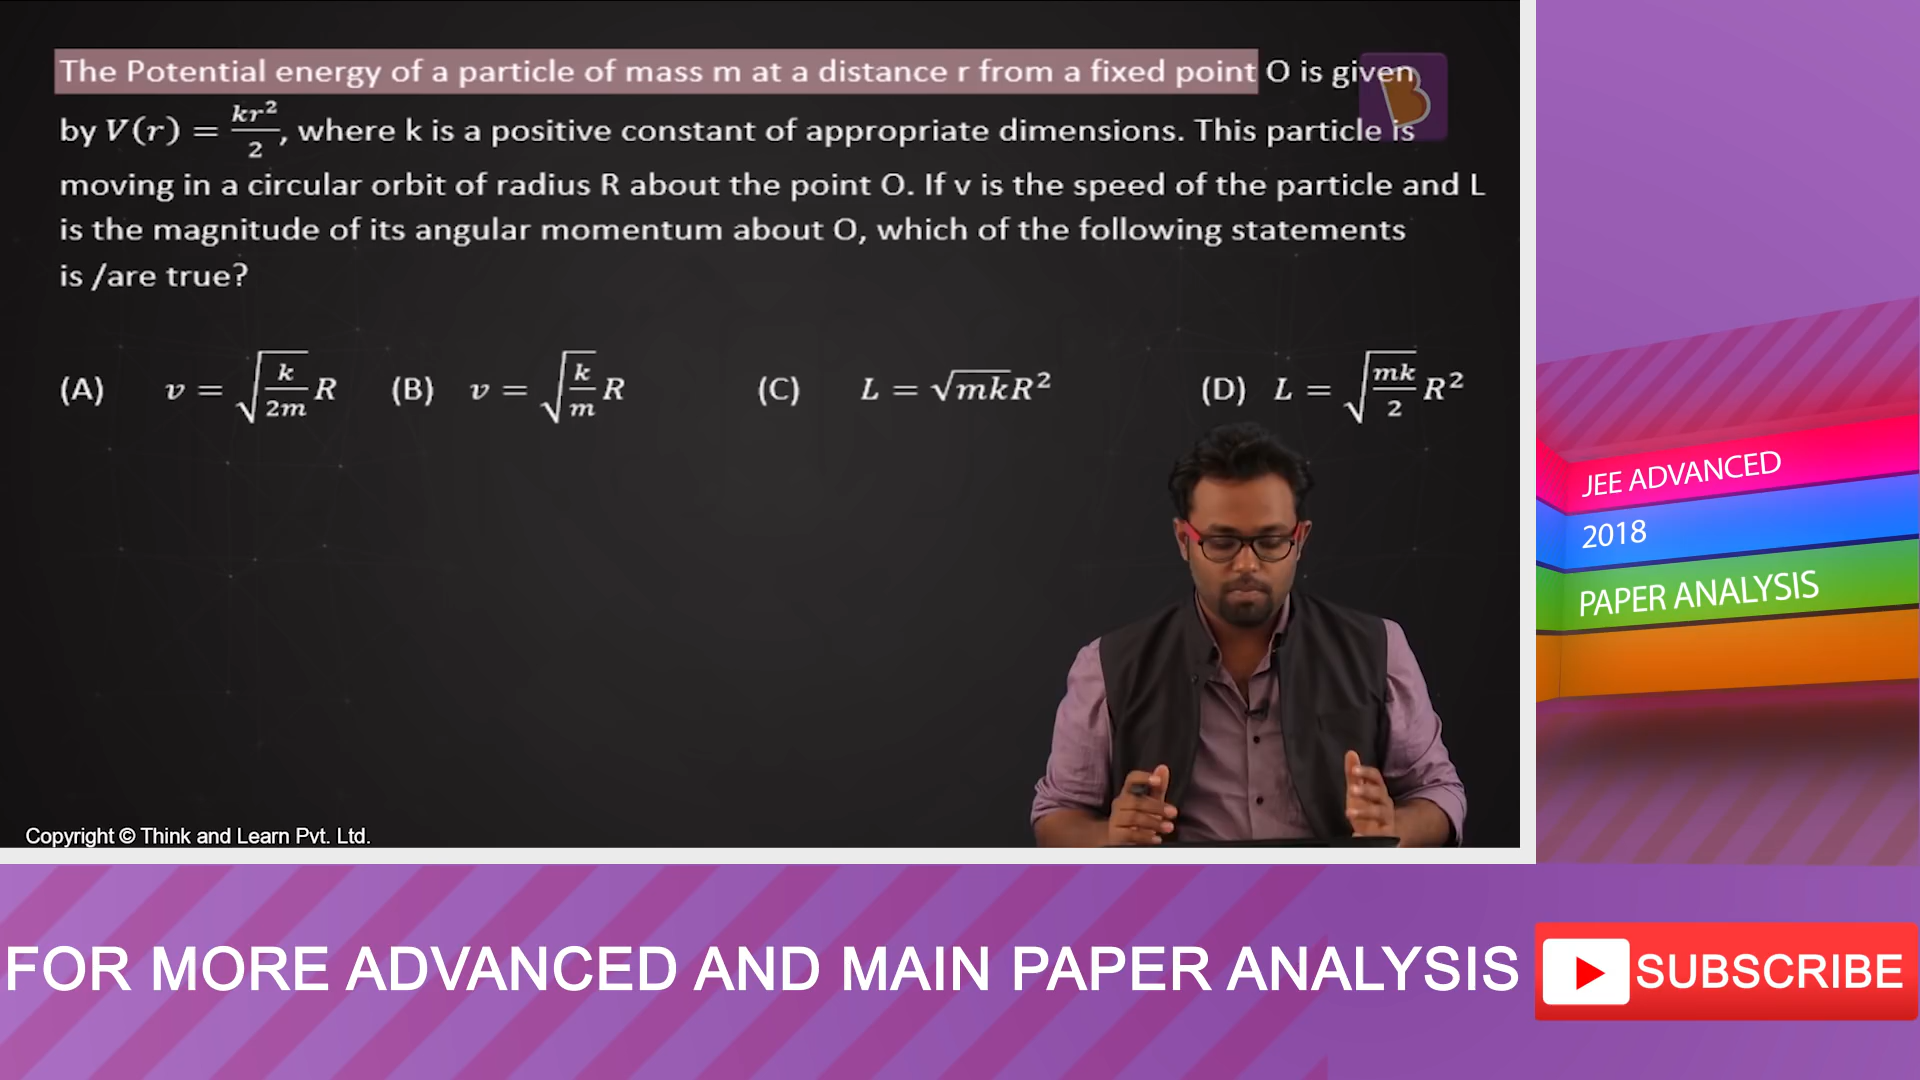 The Potential energy of a particle of mass m at a distance r from a fixed point O is given
by V(r) = kr²/2, where k is a positive constant of appropriate dimensions. This particle is
moving in a circular orbit of radius R about the point O. If v is the speed of the particle and L
is the magnitude of its angular momentum about O, which of the following statements
is /are true?
(A) v = √(k/2m) R (B) v = √(k/m) R (C) L = √mk R² (D) L = √(mk/2) R²
JEE ADVANCED
2018
PAPER ANALYSIS
Copyright © Think and Learn Pvt. Ltd.
FOR MORE ADVANCED AND MAIN PAPER ANALYSIS
SUBSCRIBE